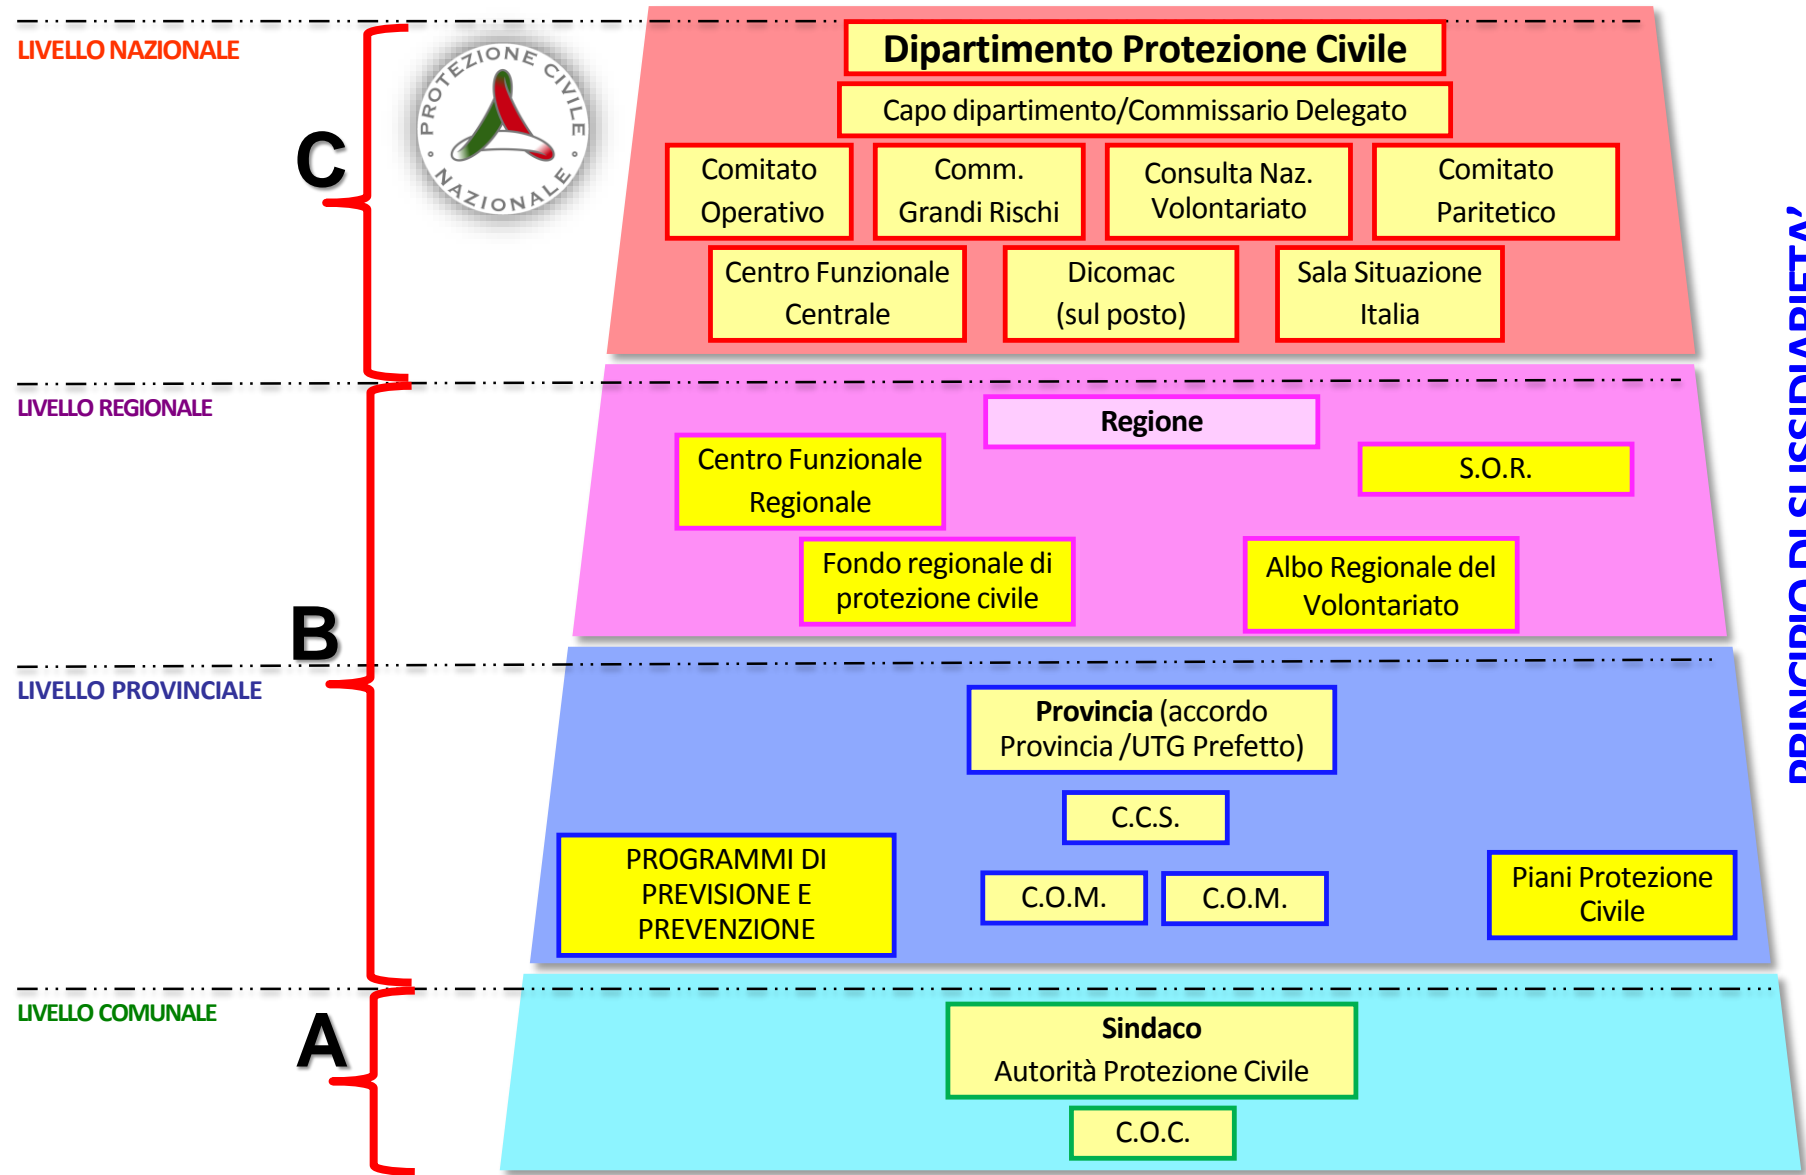 LIVELLO NAZIONALE
C
PROTEZIONE CIVILE
NAZIONALE
Dipartimento Protezione Civile
Capo dipartimento/Commissario Delegato
Comitato
Operativo
Comm.
Grandi Rischi
Consulta Naz.
Volontariato
Comitato
Paritetico
Centro Funzionale
Centrale
Dicomac
(sul posto)
Sala Situazione
Italia
LIVELLO REGIONALE
B
Regione
Centro Funzionale
Regionale
S.O.R.
Fondo regionale di
protezione civile
Albo Regionale del
Volontariato
LIVELLO PROVINCIALE
Provincia (accordo
Provincia /UTG Prefetto)
C.C.S.
PROGRAMMI DI
PREVISIONE E
PREVENZIONE
C.O.M.
C.O.M.
Piani Protezione
Civile
LIVELLO COMUNALE
A
Sindaco
Autorità Protezione Civile
C.O.C.
PRINCIPIO DI SUSSIDIARIETA’